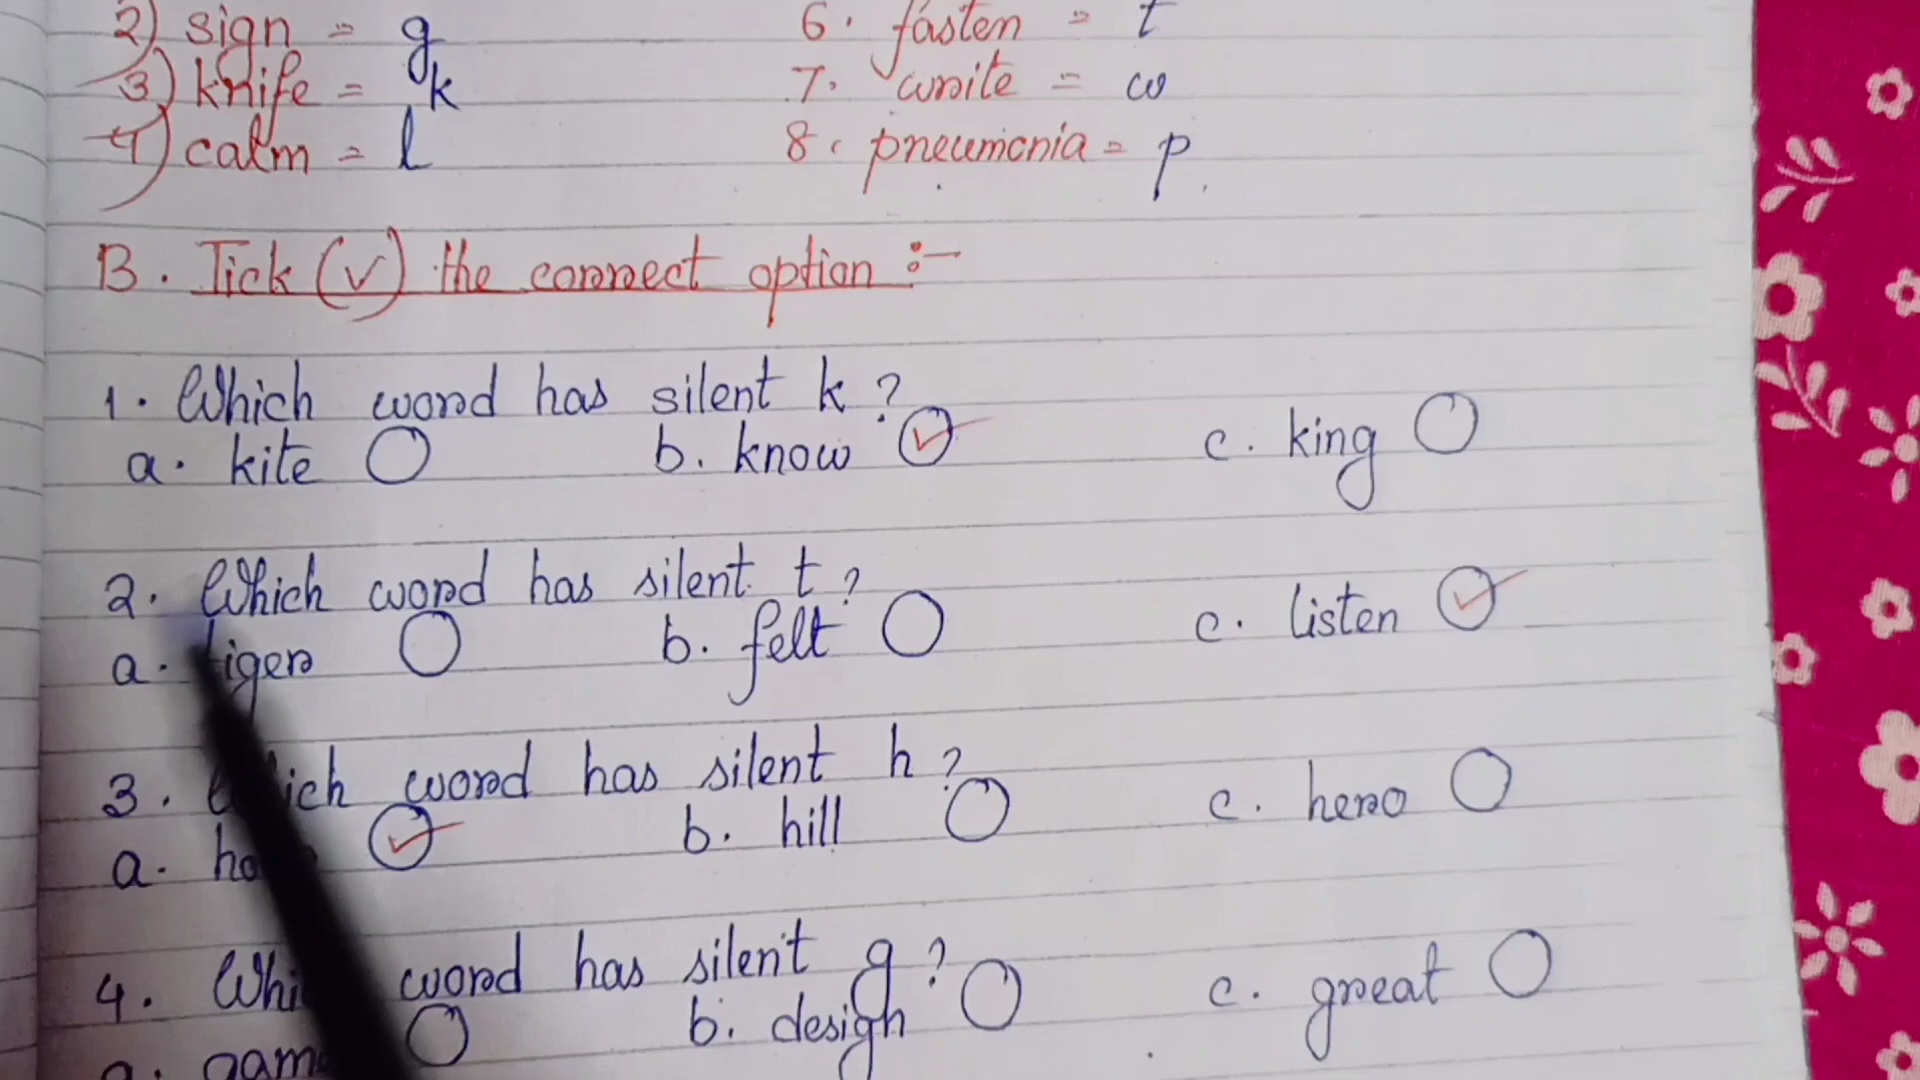 2) sign = g 6. fasten = t
3) knife = k 7. write = w
4) calm = l 8. pneumonia = p
B. Tick (✓) the correct option :-
1. Which word has silent k ?
a. kite b. know ✓ c. king
2. Which word has silent t ?
a. tiger b. felt c. listen ✓
3. Which word has silent h ?
a. ✓ b. hill c. hero
4. word has silent g ?
a. b. design c. great